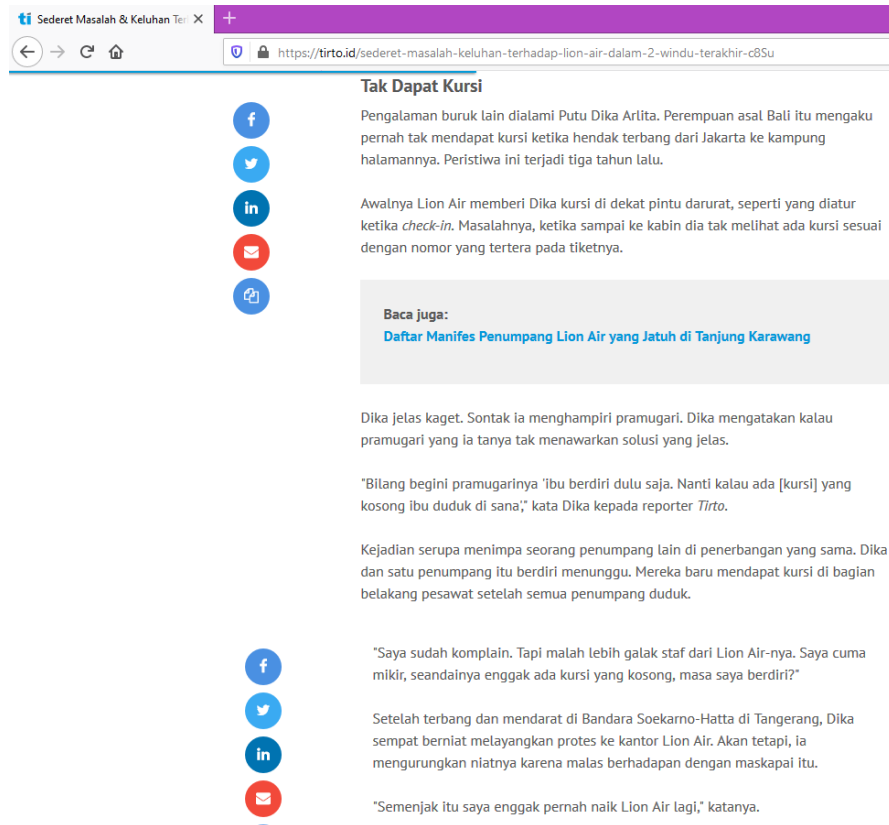 ti Sederet Masalah & Keluhan Ter
https://tirto.id/sederet-masalah-keluhan-terhadap-lion-air-dalam-2-windu-terakhir-c8Su
Tak Dapat Kursi
Pengalaman buruk lain dialami Putu Dika Arlita. Perempuan asal Bali itu mengaku
pernah tak mendapat kursi ketika hendak terbang dari Jakarta ke kampung
halamannya. Peristiwa ini terjadi tiga tahun lalu.
Awalnya Lion Air memberi Dika kursi di dekat pintu darurat, seperti yang diatur
ketika check-in. Masalahnya, ketika sampai ke kabin dia tak melihat ada kursi sesuai
dengan nomor yang tertera pada tiketnya.
Baca juga:
Daftar Manifes Penumpang Lion Air yang Jatuh di Tanjung Karawang
Dika jelas kaget. Sontak ia menghampiri pramugari. Dika mengatakan kalau
pramugari yang ia tanya tak menawarkan solusi yang jelas.
"Bilang begini pramugarinya 'ibu berdiri dulu saja. Nanti kalau ada [kursi] yang
kosong ibu duduk di sana'," kata Dika kepada reporter Tirto.
Kejadian serupa menimpa seorang penumpang lain di penerbangan yang sama. Dika
dan satu penumpang itu berdiri menunggu. Mereka baru mendapat kursi di bagian
belakang pesawat setelah semua penumpang duduk.
"Saya sudah komplain. Tapi malah lebih galak staf dari Lion Air-nya. Saya cuma
mikir, seandainya enggak ada kursi yang kosong, masa saya berdiri?"
Setelah terbang dan mendarat di Bandara Soekarno-Hatta di Tangerang, Dika
sempat berniat melayangkan protes ke kantor Lion Air. Akan tetapi, ia
mengurungkan niatnya karena malas berhadapan dengan maskapai itu.
"Semenjak itu saya enggak pernah naik Lion Air lagi," katanya.